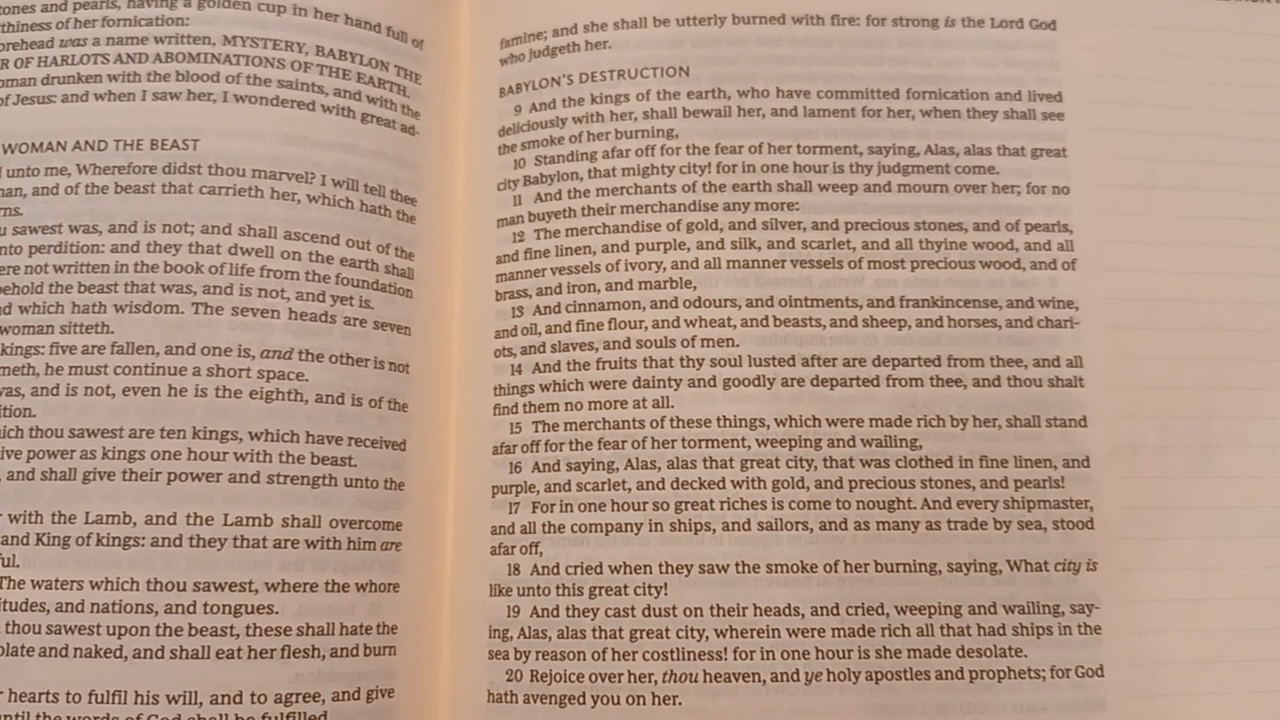 tones and pearls, having a golden cup in her hand full of
thiness of her fornication:
orehead was a name written, MYSTERY, BABYLON THE
R OF HARLOTS AND ABOMINATIONS OF THE EARTH.
oman drunken with the blood of the saints, and with the
of Jesus: and when I saw her, I wondered with great ad-
WOMAN AND THE BEAST
unto me, Wherefore didst thou marvel? I will tell thee
man, and of the beast that carrieth her, which hath the
rns.
u sawest was, and is not; and shall ascend out of the
nto perdition: and they that dwell on the earth shall
ere not written in the book of life from the foundation
behold the beast that was, and is not, and yet is.
d which hath wisdom. The seven heads are seven
woman sitteth.
kings: five are fallen, and one is, and the other is not
meth, he must continue a short space.
was, and is not, even he is the eighth, and is of the
ition.
ich thou sawest are ten kings, which have received
ive power as kings one hour with the beast.
, and shall give their power and strength unto the
r with the Lamb, and the Lamb shall overcome
and King of kings: and they that are with him are
ful.
The waters which thou sawest, where the whore
itudes, and nations, and tongues.
thou sawest upon the beast, these shall hate the
olate and naked, and shall eat her flesh, and burn
r hearts to fulfil his will, and to agree, and give
until the words of God shall be fulfilled.
famine; and she shall be utterly burned with fire: for strong is the Lord God
who judgeth her.
BABYLON'S DESTRUCTION
9 And the kings of the earth, who have committed fornication and lived
deliciously with her, shall bewail her, and lament for her, when they shall see
the smoke of her burning,
10 Standing afar off for the fear of her torment, saying, Alas, alas that great
city Babylon, that mighty city! for in one hour is thy judgment come.
11 And the merchants of the earth shall weep and mourn over her; for no
man buyeth their merchandise any more:
12 The merchandise of gold, and silver, and precious stones, and of pearls,
and fine linen, and purple, and silk, and scarlet, and all thyine wood, and all
manner vessels of ivory, and all manner vessels of most precious wood, and of
brass, and iron, and marble,
13 And cinnamon, and odours, and ointments, and frankincense, and wine,
and oil, and fine flour, and wheat, and beasts, and sheep, and horses, and chari-
ots, and slaves, and souls of men.
14 And the fruits that thy soul lusted after are departed from thee, and all
things which were dainty and goodly are departed from thee, and thou shalt
find them no more at all.
15 The merchants of these things, which were made rich by her, shall stand
afar off for the fear of her torment, weeping and wailing,
16 And saying, Alas, alas that great city, that was clothed in fine linen, and
purple, and scarlet, and decked with gold, and precious stones, and pearls!
17 For in one hour so great riches is come to nought. And every shipmaster,
and all the company in ships, and sailors, and as many as trade by sea, stood
afar off,
18 And cried when they saw the smoke of her burning, saying, What city is
like unto this great city!
19 And they cast dust on their heads, and cried, weeping and wailing, say-
ing, Alas, alas that great city, wherein were made rich all that had ships in the
sea by reason of her costliness! for in one hour is she made desolate.
20 Rejoice over her, thou heaven, and ye holy apostles and prophets; for God
hath avenged you on her.